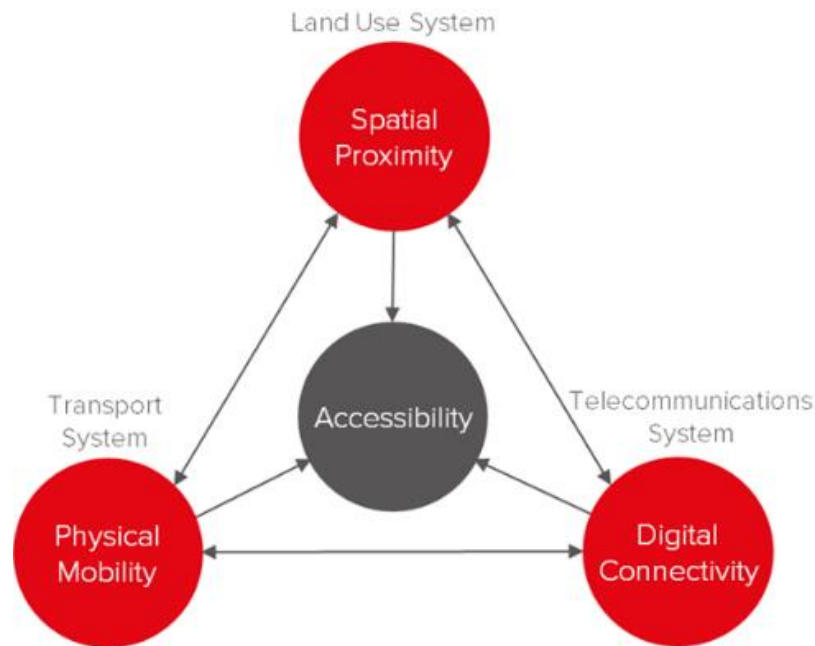 Land Use System
Spatial
Proximity
Accessibility
Transport
System
Telecommunications
System
Physical
Mobility
Digital
Connectivity